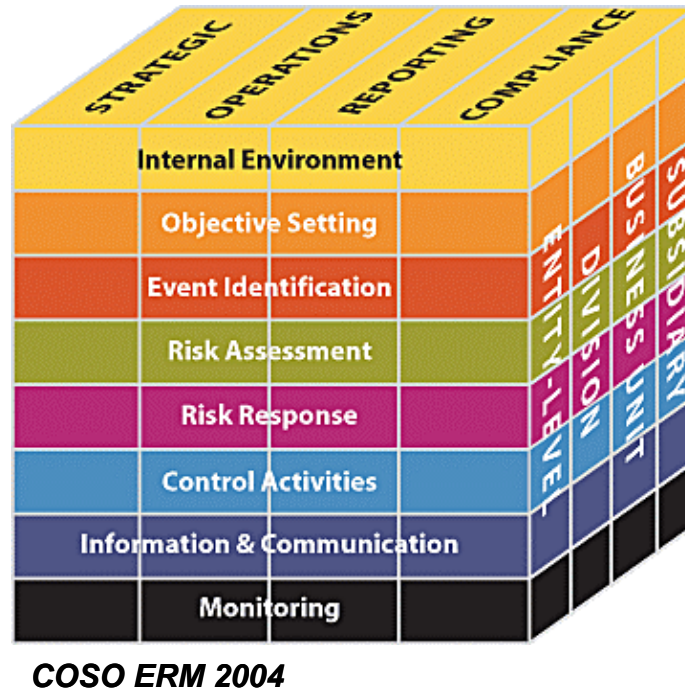 STRATEGIC
OPERATIONS
REPORTING
COMPLIANCE
Internal Environment
Objective Setting
Event Identification
Risk Assessment
Risk Response
Control Activities
Information & Communication
Monitoring
ENTITY-LEVEL
DIVISION
BUSINESS UNIT
SUBSIDIARY
COSO ERM 2004